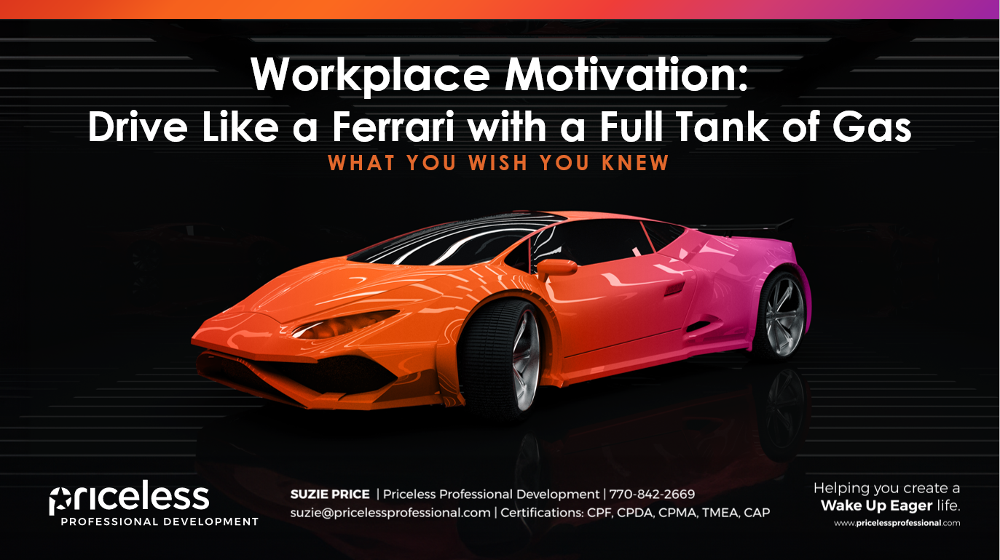 Workplace Motivation:
Drive Like a Ferrari with a Full Tank of Gas
WHAT YOU WISH YOU KNEW
priceless
PROFESSIONAL DEVELOPMENT
SUZIE PRICE | Priceless Professional Development | 770-842-2669
suzie@pricelessprofessional.com | Certifications: CPF, CPDA, CPMA, TMEA, CAP
Helping you create a
Wake Up Eager life.
www.pricelessprofessional.com